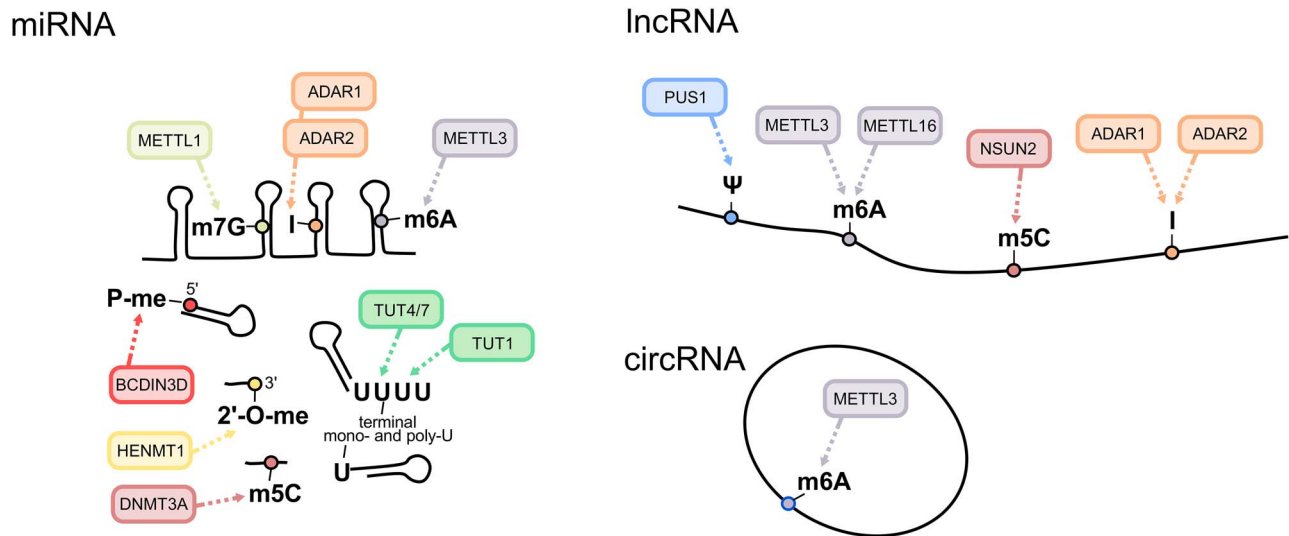 miRNA
ADAR1
METTL1
ADAR2
METTL3
m7G
I
m6A
P-me
5'
BCDIN3D
TUT4/7
TUT1
UUUU
terminal
mono- and poly-U
U
3'
2'-O-me
HENMT1
m5C
DNMT3A
lncRNA
PUS1
METTL3
METTL16
NSUN2
ADAR1
ADAR2
Ψ
m6A
m5C
I
circRNA
METTL3
m6A